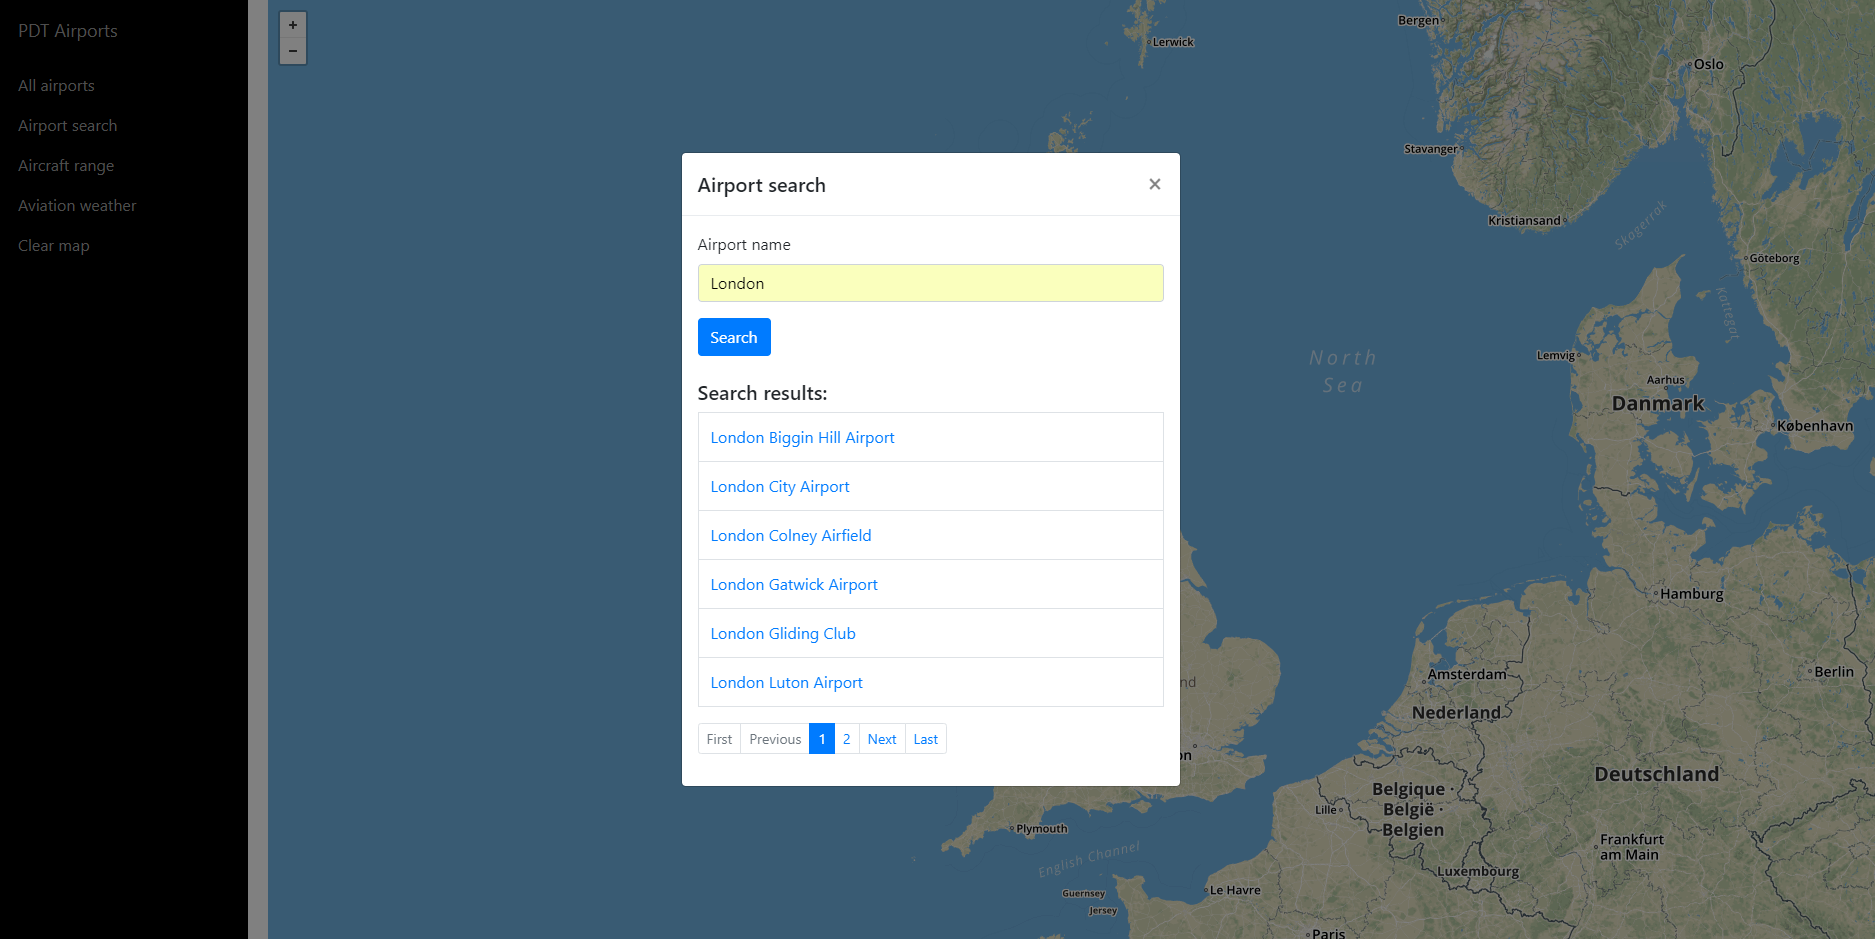 PDT Airports
All airports
Airport search
Aircraft range
Aviation weather
Clear map
+
−
Airport search
×
Airport name
London
Search
Search results:
London Biggin Hill Airport
London City Airport
London Colney Airfield
London Gatwick Airport
London Gliding Club
London Luton Airport
First Previous 1 2 Next Last
Bergen
Lerwick
Oslo
Stavanger
Kristiansand
Skagerrak
Göteborg
Kattegat
North
Sea
Lemvig
Aarhus
Danmark
København
Hamburg
nd
Amsterdam
Berlin
Nederland
on
Deutschland
Belgique ·
België ·
Belgien
Lille
Plymouth
Frankfurt
am Main
English Channel
Luxembourg
Guernsey
Le Havre
Jersey
Paris